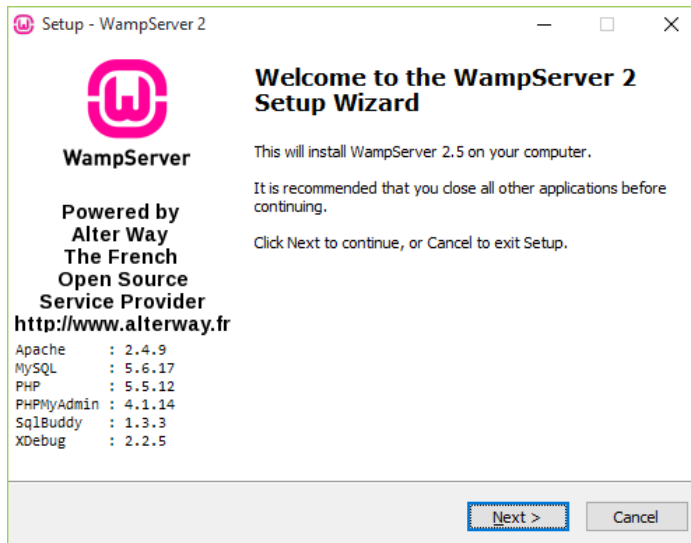 Setup - WampServer 2
WampServer
Powered by
Alter Way
The French
Open Source
Service Provider
http://www.alterway.fr
Apache : 2.4.9
MySQL : 5.6.17
PHP : 5.5.12
PHPMyAdmin : 4.1.14
SqlBuddy : 1.3.3
XDebug : 2.2.5
Welcome to the WampServer 2
Setup Wizard
This will install WampServer 2.5 on your computer.
It is recommended that you close all other applications before
continuing.
Click Next to continue, or Cancel to exit Setup.
Next >
Cancel